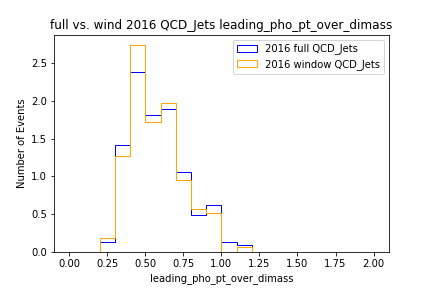 full vs. wind 2016 QCD_Jets leading_pho_pt_over_dimass
2016 full QCD_Jets
2016 window QCD_Jets
Number of Events
2.5
2.0
1.5
1.0
0.5
0.0
0.00 0.25 0.50 0.75 1.00 1.25 1.50 1.75 2.00
leading_pho_pt_over_dimass